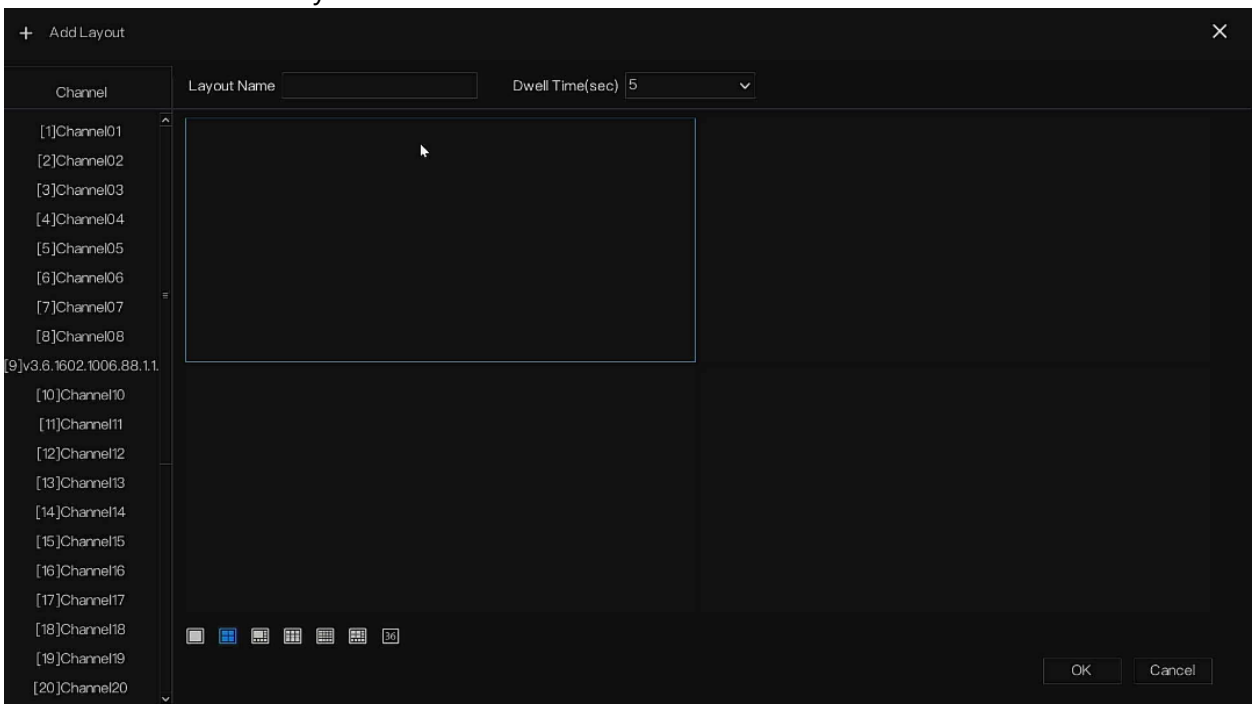 + Add Layout
Channel
Layout Name
Dwell Time(sec) 5
[1]Channel01
[2]Channel02
[3]Channel03
[4]Channel04
[5]Channel05
[6]Channel06
[7]Channel07
[8]Channel08
[9]v3.6.1602.1006.88.1.1.
[10]Channel10
[11]Channel11
[12]Channel12
[13]Channel13
[14]Channel14
[15]Channel15
[16]Channel16
[17]Channel17
[18]Channel18
[19]Channel19
[20]Channel20
36
OK Cancel